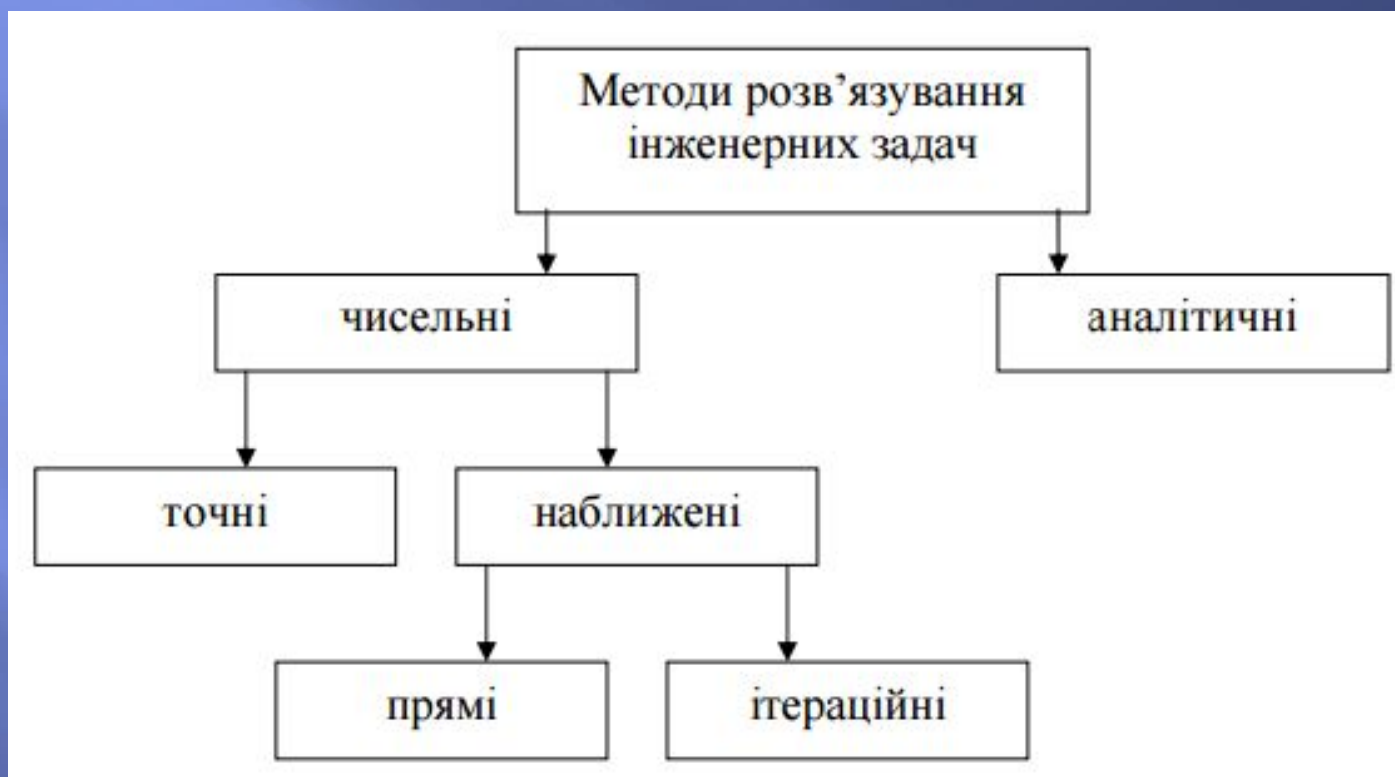 Методи розв’язування
інженерних задач
чисельні
аналітичні
точні
наближені
прямі
ітераційні